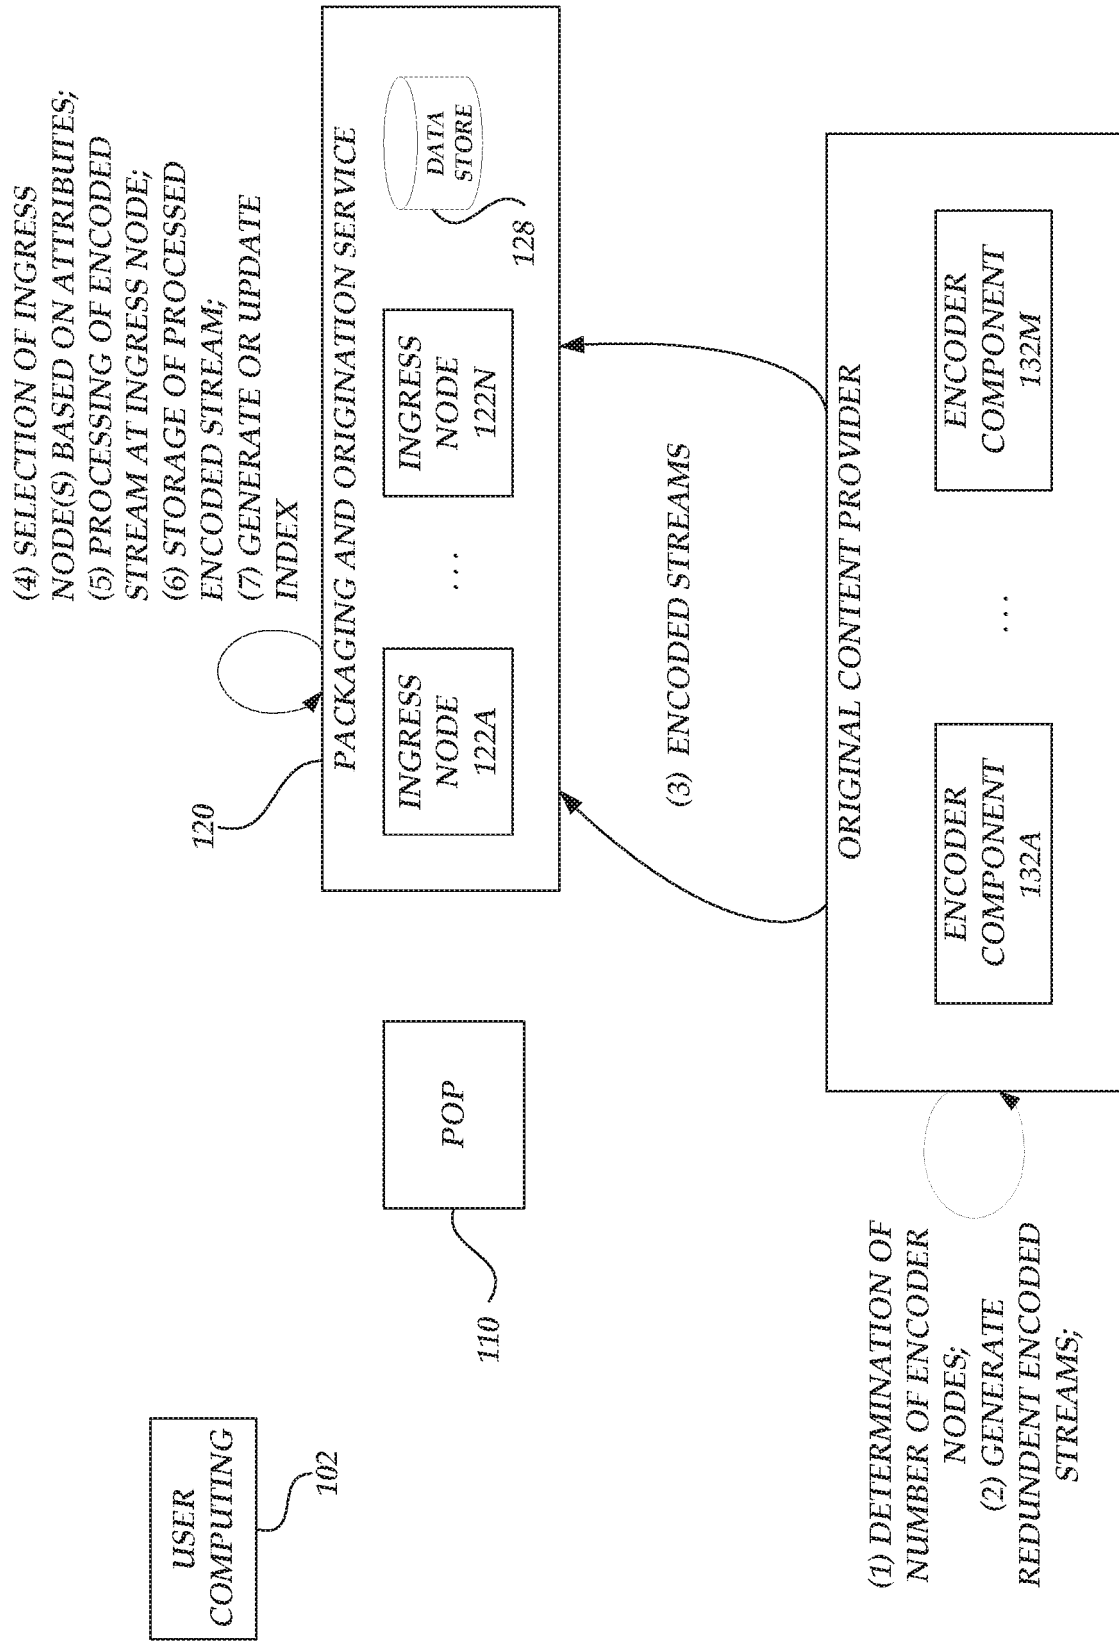 (4) SELECTION OF INGRESS
NODE(S) BASED ON ATTRIBUTES;
(5) PROCESSING OF ENCODED
STREAM AT INGRESS NODE;
(6) STORAGE OF PROCESSED
ENCODED STREAM;
(7) GENERATE OR UPDATE
INDEX
120
PACKAGING AND ORIGINATION SERVICE
INGRESS
NODE
122A
...
INGRESS
NODE
122N
DATA
STORE
128
USER
COMPUTING
102
POP
110
(3) ENCODED STREAMS
ORIGINAL CONTENT PROVIDER
ENCODER
COMPONENT
132A
...
ENCODER
COMPONENT
132M
(1) DETERMINATION OF
NUMBER OF ENCODER
NODES;
(2) GENERATE
REDUNDENT ENCODED
STREAMS;